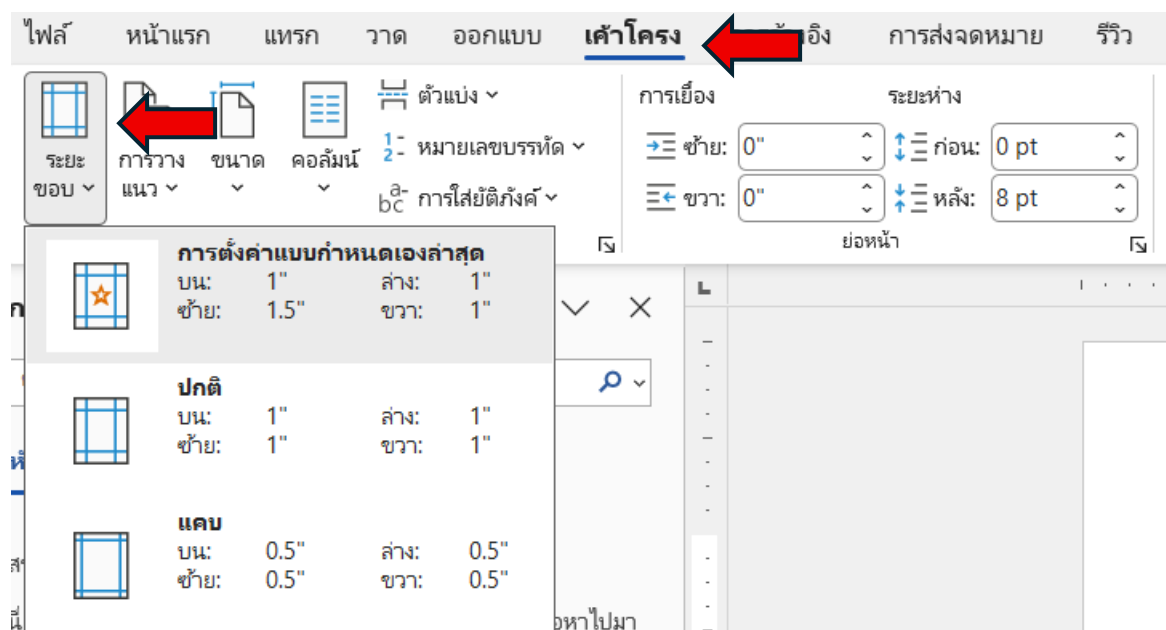 ไฟล์ หน้าแรก แทรก วาด ออกแบบ เค้าโครง การส่งจดหมาย รีวิว
ระยะขอบ การวางแนว ขนาด คอลัมน์
ตัวแบ่ง
หมายเลขบรรทัด
การใส่ยัติภังค์
การเยื้อง ระยะห่าง
ซ้าย: 0" ก่อน: 0 pt
ขวา: 0" หลัง: 8 pt
ย่อหน้า
การตั้งค่าแบบกำหนดเองล่าสุด
บน: 1" ล่าง: 1"
ซ้าย: 1.5" ขวา: 1"
ปกติ
บน: 1" ล่าง: 1"
ซ้าย: 1" ขวา: 1"
แคบ
บน: 0.5" ล่าง: 0.5"
ซ้าย: 0.5" ขวา: 0.5"